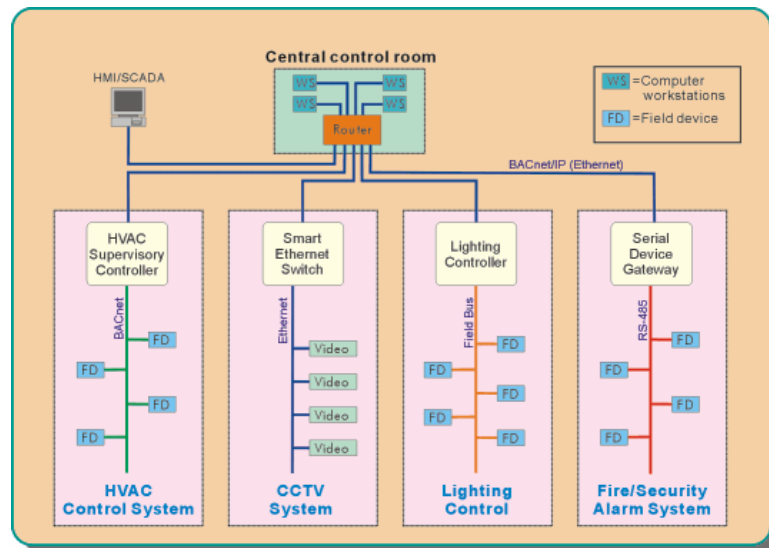 Central control room
HMI/SCADA
WS
WS
WS
WS
Router
WS =Computer
workstations
FD =Field device
BACnet/IP (Ethernet)
HVAC
Supervisory
Controller
Smart
Ethernet
Switch
Lighting
Controller
Serial
Device
Gateway
BACnet
FD
FD
FD
FD
HVAC
Control System
Ethernet
Video
Video
Video
Video
CCTV
System
Field Bus
FD
FD
FD
FD
FD
Lighting
Control
RS-485
FD
FD
FD
FD
Fire/Security
Alarm System